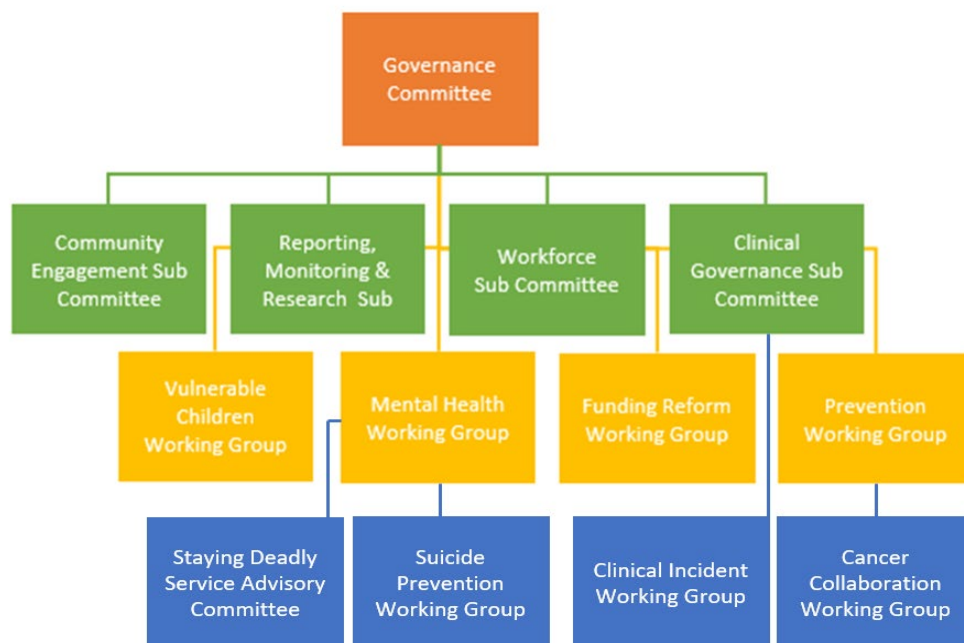 Governance
Committee
Community
Engagement Sub
Committee
Reporting,
Monitoring &
Research Sub
Workforce
Sub Committee
Clinical
Governance Sub
Committee
Vulnerable
Children
Working Group
Mental Health
Working Group
Funding Reform
Working Group
Prevention
Working Group
Staying Deadly
Service Advisory
Committee
Suicide
Prevention
Working Group
Clinical Incident
Working Group
Cancer
Collaboration
Working Group